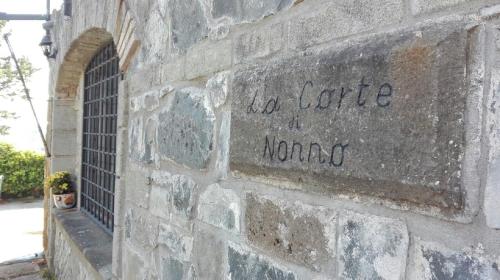 La Corte
di
Nonno